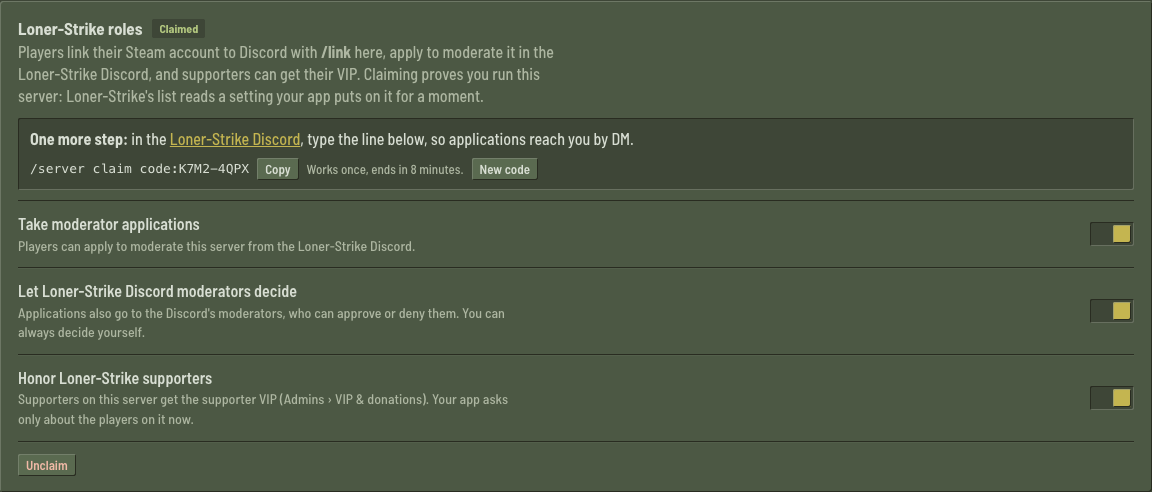 Loner-Strike roles Claimed
Players link their Steam account to Discord with /link here, apply to moderate it in the
Loner-Strike Discord, and supporters can get their VIP. Claiming proves you run this
server: Loner-Strike's list reads a setting your app puts on it for a moment.
One more step: in the Loner-Strike Discord, type the line below, so applications reach you by DM.
/server claim code:K7M2-4QPX Copy Works once, ends in 8 minutes. New code
Take moderator applications
Players can apply to moderate this server from the Loner-Strike Discord.
Let Loner-Strike Discord moderators decide
Applications also go to the Discord's moderators, who can approve or deny them. You can
always decide yourself.
Honor Loner-Strike supporters
Supporters on this server get the supporter VIP (Admins › VIP & donations). Your app asks
only about the players on it now.
Unclaim